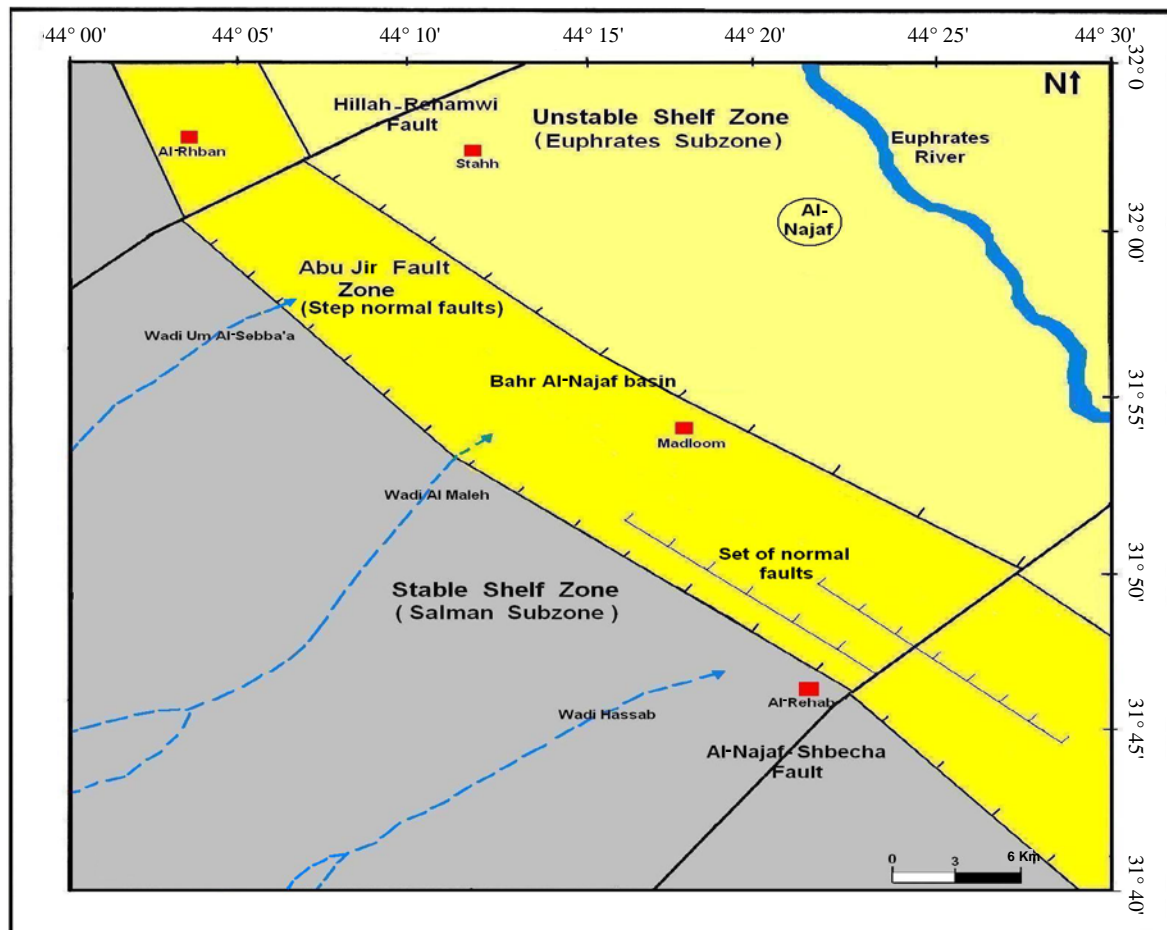 44° 00' 44° 05' 44° 10' 44° 15' 44° 20' 44° 25' 44° 30'
32° 0
N↑
Hillah-Rehamwi
Fault
Unstable Shelf Zone
(Euphrates Subzone)
Euphrates
River
Al-Rhban
Stahh
Al-
Najaf
32° 00'
Abu Jir Fault
Zone
(Step normal faults)
Wadi Um Al-Sebba'a
Bahr Al-Najaf basin
31° 55'
Madloom
Wadi Al Maleh
Set of normal
faults
31° 50'
Stable Shelf Zone
(Salman Subzone)
Al-Rehab
Wadi Hassab
31° 45'
Al-Najaf-Shbecha
Fault
0 3 6 Km
31° 40'